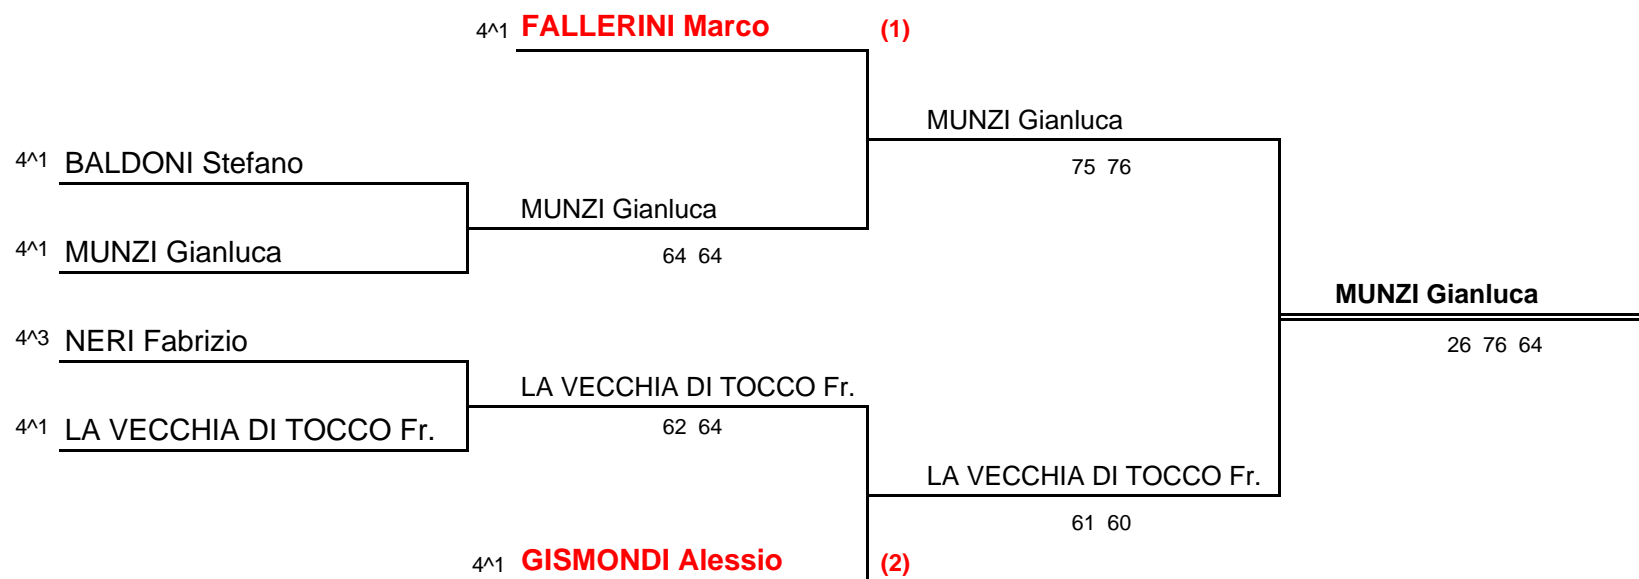 4^1 FALLERINI Marco (1)
MUNZI Gianluca
75 76
4^1 BALDONI Stefano
MUNZI Gianluca
64 64
4^1 MUNZI Gianluca
MUNZI Gianluca
26 76 64
4^3 NERI Fabrizio
LA VECCHIA DI TOCCO Fr.
62 64
4^1 LA VECCHIA DI TOCCO Fr.
LA VECCHIA DI TOCCO Fr.
61 60
4^1 GISMONDI Alessio (2)